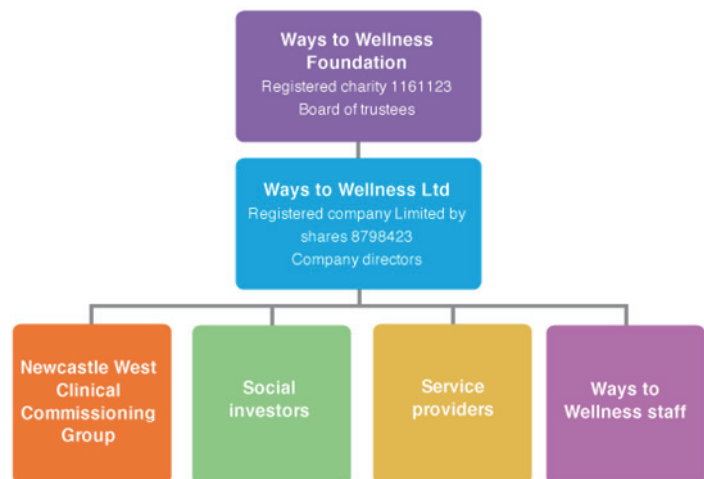 Ways to Wellness
Foundation
Registered charity 1161123
Board of trustees
Ways to Wellness Ltd
Registered company Limited by
shares 8798423
Company directors
Newcastle West
Clinical
Commissioning
Group
Social
investors
Service
providers
Ways to
Wellness staff